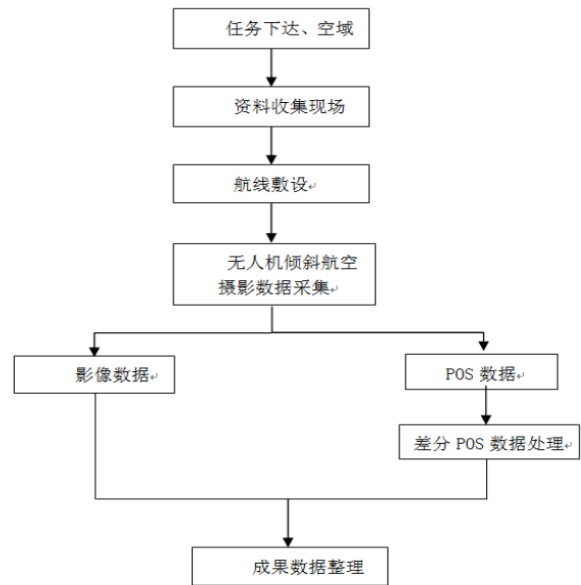 任务下达、空域
资料收集现场
航线敷设
无人机倾斜航空
摄影数据采集
影像数据
POS 数据
差分 POS 数据处理
成果数据整理